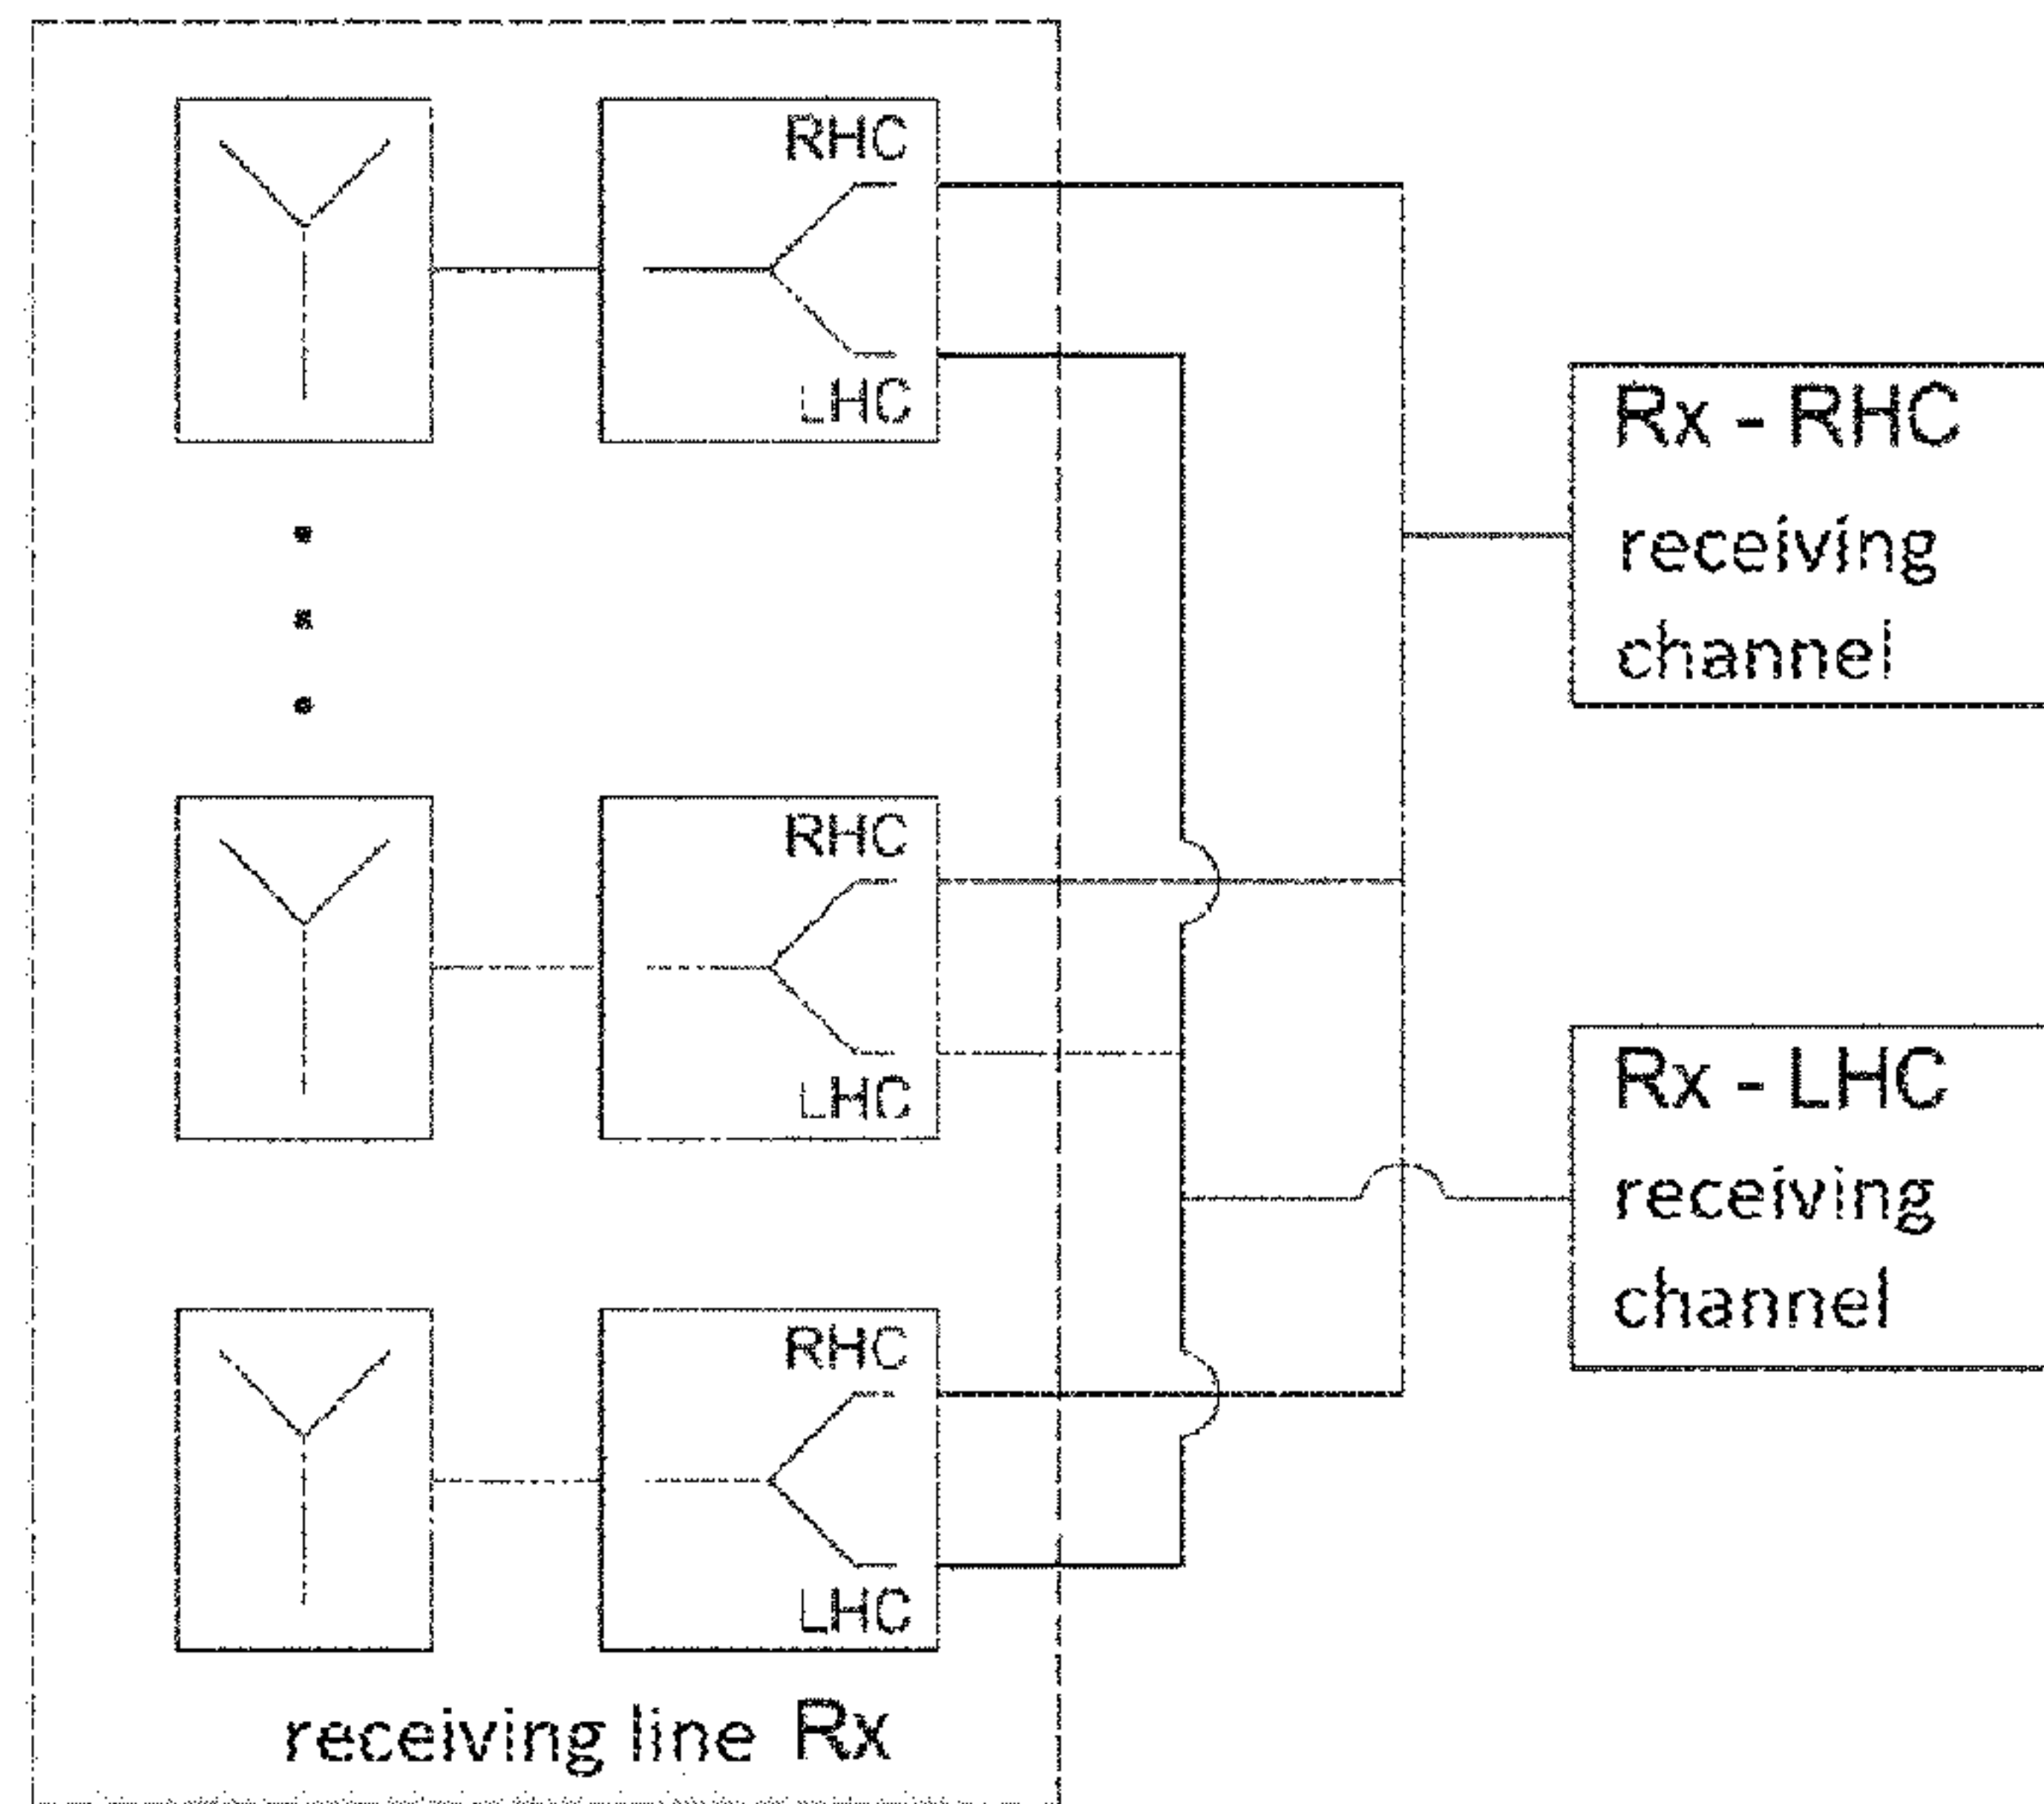 RHC
LHC
Rx - RHC
receiving
channel
RHC
LHC
Rx - LHC
receiving
channel
RHC
LHC
receiving line Rx